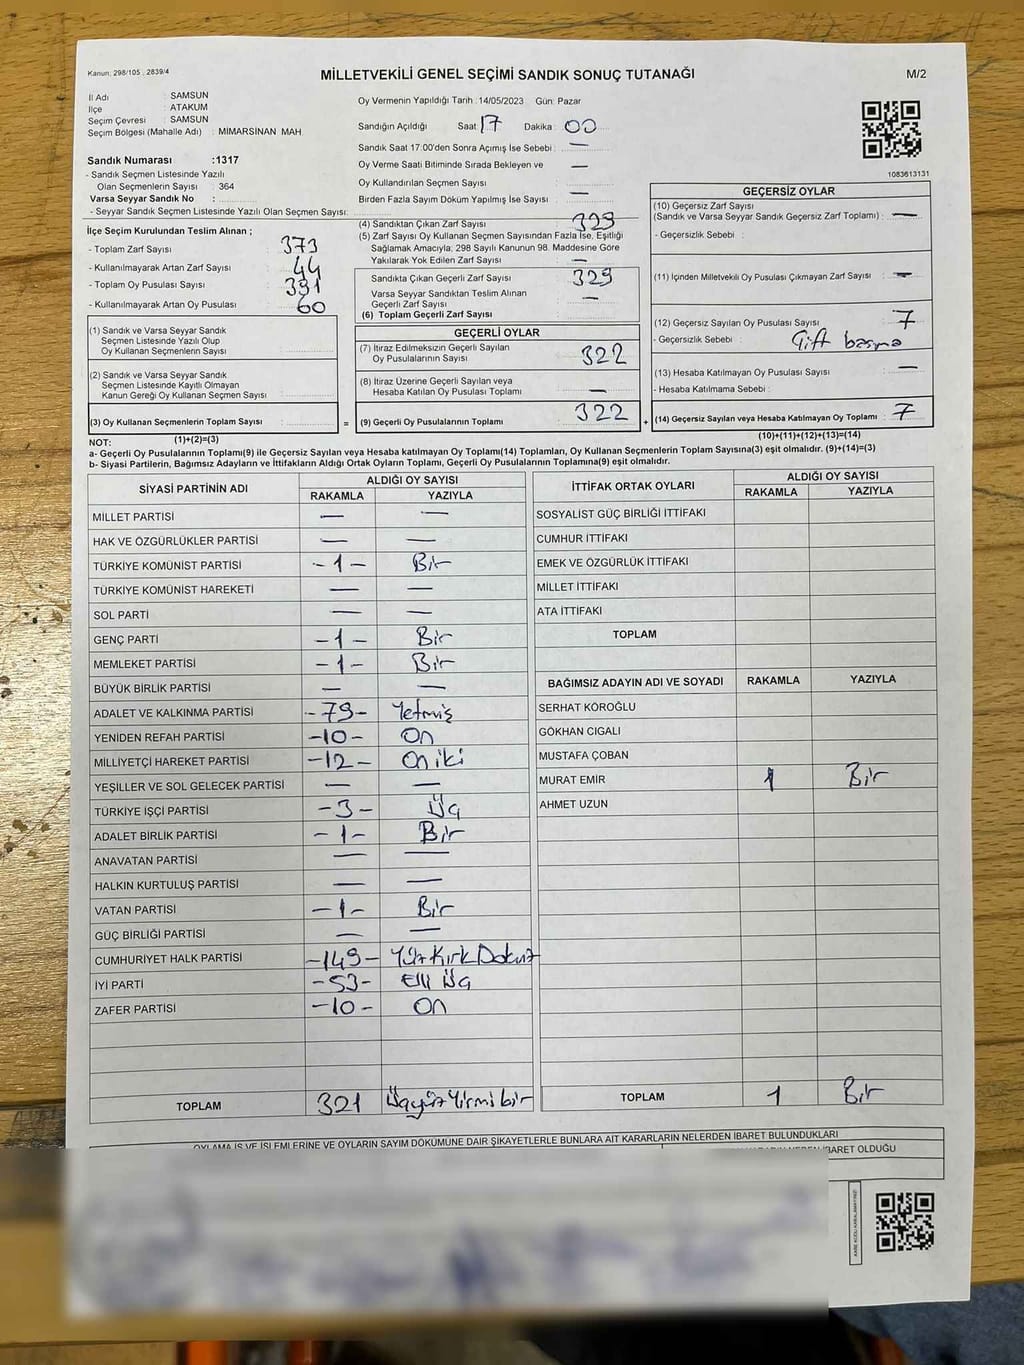 Kanun: 298/105 , 2839/4
MİLLETVEKİLİ GENEL SEÇİMİ SANDIK SONUÇ TUTANAĞI
M/2
İl Adı : SAMSUN
İlçe : ATAKUM
Seçim Çevresi : SAMSUN
Seçim Bölgesi (Mahalle Adı) : MİMARSİNAN MAH.
Oy Vermenin Yapıldığı Tarih :14/05/2023 Gün: Pazar
Sandığın Açıldığı Saat 17 Dakika : 00
Sandık Saat 17:00'den Sonra Açımış İse Sebebi : —
Oy Verme Saati Bitiminde Sırada Bekleyen ve —
Oy Kullandırılan Seçmen Sayısı
Birden Fazla Sayım Döküm Yapılmış İse Sayısı : —
Sandık Numarası :1317
- Sandık Seçmen Listesinde Yazılı
Olan Seçmenlerin Sayısı : 364
Varsa Seyyar Sandık No :
- Seyyar Sandık Seçmen Listesinde Yazılı Olan Seçmen Sayısı:
1083613131
İlçe Seçim Kurulundan Teslim Alınan ;
- Toplam Zarf Sayısı : 373
- Kullanılmayarak Artan Zarf Sayısı : 44
- Toplam Oy Pusulası Sayısı : 391
- Kullanılmayarak Artan Oy Pusulası : 60
(4) Sandıktan Çıkan Zarf Sayısı : 329
(5) Zarf Sayısı Oy Kullanan Seçmen Sayısından Fazla İse, Eşitliği
Sağlamak Amacıyla; 298 Sayılı Kanunun 98. Maddesine Göre
Yakılarak Yok Edilen Zarf Sayısı : —
Sandıkta Çıkan Geçerli Zarf Sayısı 329
Varsa Seyyar Sandıktan Teslim Alınan
Geçerli Zarf Sayısı —
(6) Toplam Geçerli Zarf Sayısı :
GEÇERSİZ OYLAR
(10) Geçersiz Zarf Sayısı
(Sandık ve Varsa Seyyar Sandık Geçersiz Zarf Toplamı) : —
- Geçersizlik Sebebi :
(11) İçinden Milletvekili Oy Pusulası Çıkmayan Zarf Sayısı : —
(12) Geçersiz Sayılan Oy Pusulası Sayısı : 7
- Geçersizlik Sebebi : Çift basma
(13) Hesaba Katılmayan Oy Pusulası Sayısı : —
- Hesaba Katılmama Sebebi :
(14) Geçersiz Sayılan veya Hesaba Katılmayan Oy Toplamı : 7
(1) Sandık ve Varsa Seyyar Sandık
Seçmen Listesinde Yazılı Olup
Oy Kullanan Seçmenlerin Sayısı :
(2) Sandık ve Varsa Seyyar Sandık
Seçmen Listesinde Kayıtlı Olmayan
Kanun Gereği Oy Kullanan Seçmen Sayısı :
(3) Oy Kullanan Seçmenlerin Toplam Sayısı : =
GEÇERLİ OYLAR
(7) İtiraz Edilmeksizin Geçerli Sayılan
Oy Pusulalarının Sayısı : 322
(8) İtiraz Üzerine Geçerli Sayılan veya
Hesaba Katılan Oy Pusulası Toplamı : —
(9) Geçerli Oy Pusulalarının Toplamı : 322 +
NOT: (1)+(2)=(3)
(10)+(11)+(12)+(13)=(14)
a- Geçerli Oy Pusulalarının Toplamı(9) ile Geçersiz Sayılan veya Hesaba katılmayan Oy Toplamı(14) Toplamları, Oy Kullanan Seçmenlerin Toplam Sayısına(3) eşit olmalıdır. (9)+(14)=(3)
b- Siyasi Partilerin, Bağımsız Adayların ve İttifakların Aldığı Ortak Oyların Toplamı, Geçerli Oy Pusulalarının Toplamına(9) eşit olmalıdır.
SİYASİ PARTİNİN ADI ALDIĞI OY SAYISI
RAKAMLA YAZIYLA
MİLLET PARTİSİ — —
HAK VE ÖZGÜRLÜKLER PARTİSİ — —
TÜRKİYE KOMÜNİST PARTİSİ -1- Bir
TÜRKİYE KOMÜNİST HAREKETİ — —
SOL PARTİ — —
GENÇ PARTİ -1- Bir
MEMLEKET PARTİSİ -1- Bir
BÜYÜK BİRLİK PARTİSİ — —
ADALET VE KALKINMA PARTİSİ -79- Yetmiş
YENİDEN REFAH PARTİSİ -10- On
MİLLİYETÇİ HAREKET PARTİSİ -12- On iki
YEŞİLLER VE SOL GELECEK PARTİSİ — —
TÜRKİYE İŞÇİ PARTİSİ -3- Üç
ADALET BİRLİK PARTİSİ -1- Bir
ANAVATAN PARTİSİ — —
HALKIN KURTULUŞ PARTİSİ — —
VATAN PARTİSİ -1- Bir
GÜÇ BİRLİĞİ PARTİSİ — —
CUMHURİYET HALK PARTİSİ -149- Yüz Kırk Dokuz
İYİ PARTİ -53- Elli Üç
ZAFER PARTİSİ -10- On
TOPLAM 321 Üçyüz Yirmi bir
İTTİFAK ORTAK OYLARI ALDIĞI OY SAYISI
RAKAMLA YAZIYLA
SOSYALİST GÜÇ BİRLİĞİ İTTİFAKI
CUMHUR İTTİFAKI
EMEK VE ÖZGÜRLÜK İTTİFAKI
MİLLET İTTİFAKI
ATA İTTİFAKI
TOPLAM
BAĞIMSIZ ADAYIN ADI VE SOYADI RAKAMLA YAZIYLA
SERHAT KÖROĞLU
GÖKHAN CIGALI
MUSTAFA ÇOBAN
MURAT EMİR 1 Bir
AHMET UZUN
TOPLAM 1 Bir
OYLAMA İŞ VE İŞLEMLERİNE VE OYLARIN SAYIM DÖKÜMÜNE DAİR ŞİKAYETLERLE BUNLARA AİT KARARLARIN NELERDEN İBARET BULUNDUKLARI
İBARET OLDUĞU